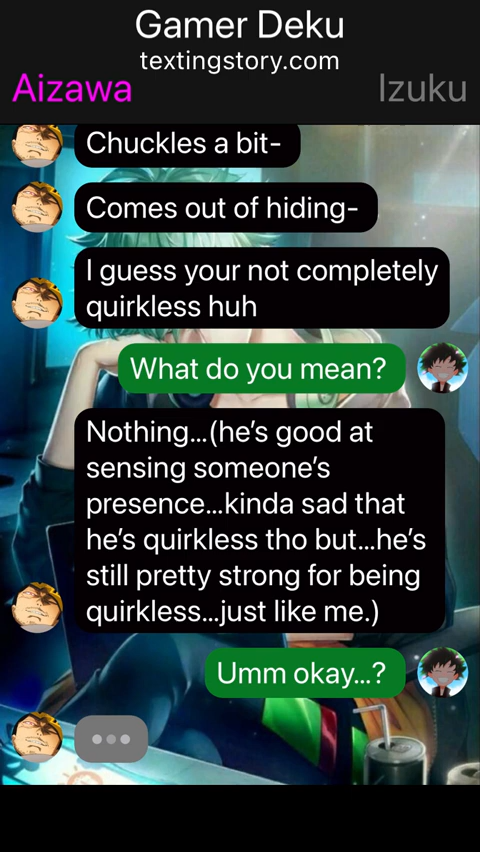 Gamer Deku
textingstory.com
Aizawa Izuku
Chuckles a bit-
Comes out of hiding-
I guess your not completely
quirkless huh
What do you mean?
Nothing...(he's good at
sensing someone's
presence...kinda sad that
he's quirkless tho but...he's
still pretty strong for being
quirkless...just like me.)
Umm okay...?